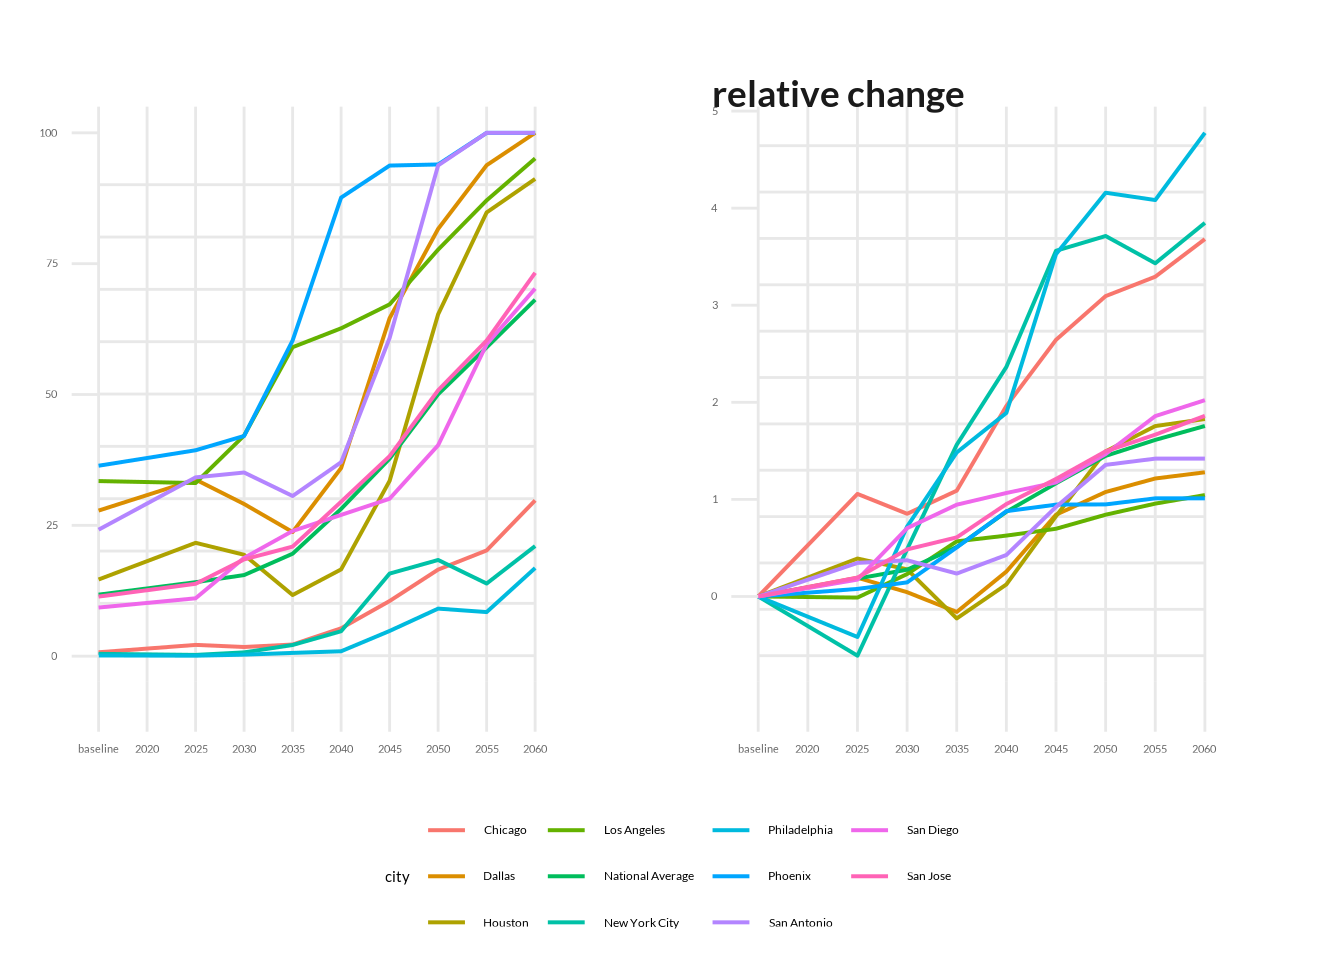 relative change
100
75
50
25
0
5
4
3
2
1
0
baseline 2020 2025 2030 2035 2040 2045 2050 2055 2060
baseline 2020 2025 2030 2035 2040 2045 2050 2055 2060
city
Chicago Los Angeles Philadelphia San Diego
Dallas National Average Phoenix San Jose
Houston New York City San Antonio